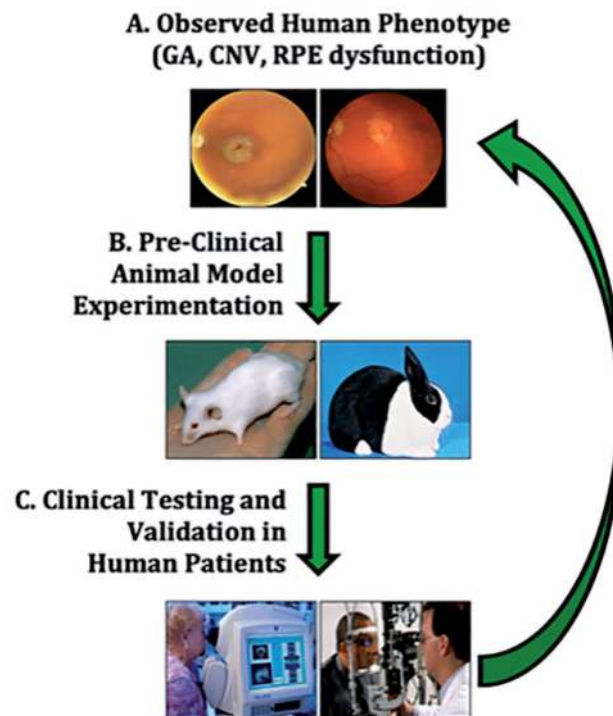 A. Observed Human Phenotype
(GA, CNV, RPE dysfunction)
B. Pre-Clinical
Animal Model
Experimentation
C. Clinical Testing and
Validation in
Human Patients